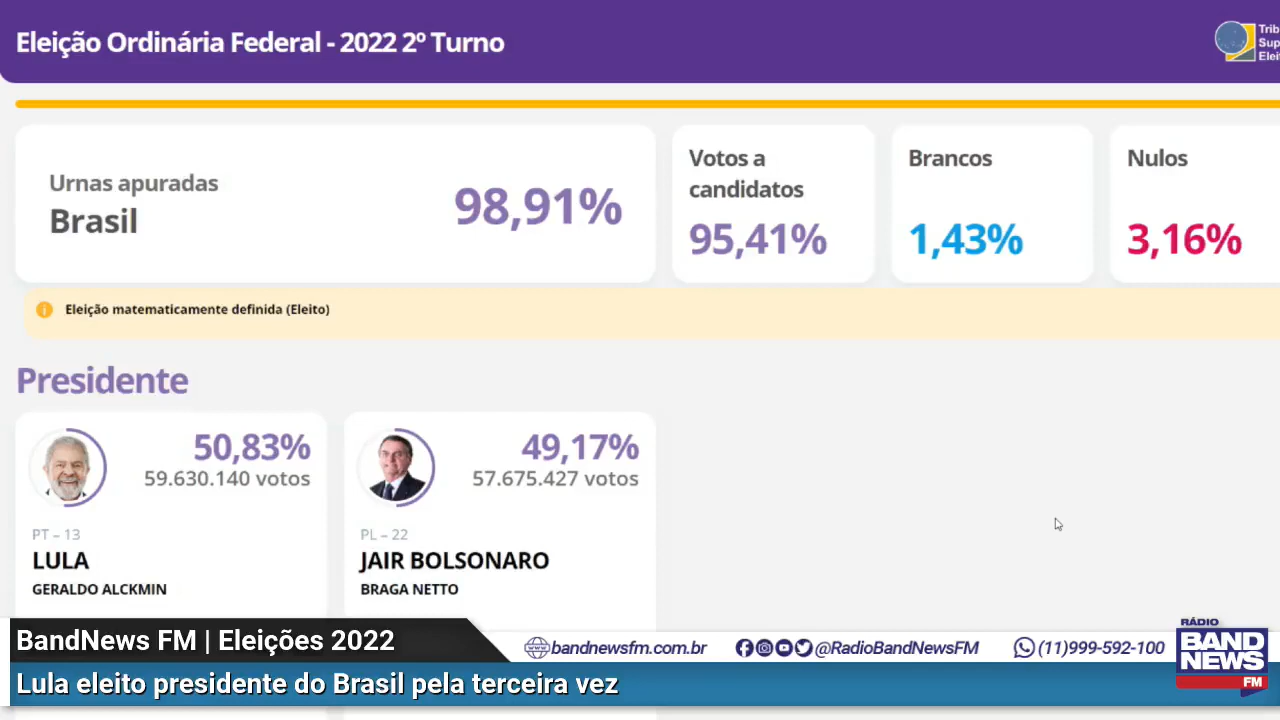 Eleição Ordinária Federal - 2022 2º Turno
Trib
Sup
Elei
Urnas apuradas
Brasil
98,91%
Votos a
candidatos
95,41%
Brancos
1,43%
Nulos
3,16%
Eleição matematicamente definida (Eleito)
Presidente
50,83%
59.630.140 votos
PT – 13
LULA
GERALDO ALCKMIN
49,17%
57.675.427 votos
PL – 22
JAIR BOLSONARO
BRAGA NETTO
BandNews FM | Eleições 2022
bandnewsfm.com.br
@RadioBandNewsFM
(11)999-592-100
RÁDIO
BAND
NEWS
FM
Lula eleito presidente do Brasil pela terceira vez